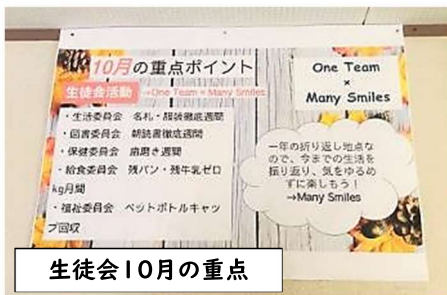 10月の重点ポイント
生徒会活動 →One Team × Many Smiles
・生活委員会 名札・服装徹底週間
・図書委員会 朝読書徹底週間
・保健委員会 歯磨き週間
・給食委員会 残パン・残牛乳ゼロ
kg月間
・福祉委員会 ペットボトルキャッ
プ回収
One Team
×
Many Smiles
一年の折り返し地点な
ので、今までの生活を
振り返り、気をゆるめ
ずに楽しもう!
→Many Smiles
生徒会10月の重点